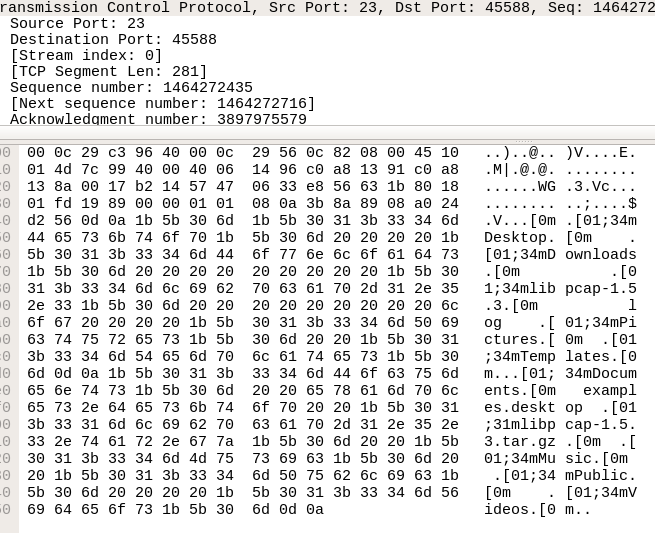 ransmission Control Protocol, Src Port: 23, Dst Port: 45588, Seq: 1464272
Source Port: 23
Destination Port: 45588
[Stream index: 0]
[TCP Segment Len: 281]
Sequence number: 1464272435
[Next sequence number: 1464272716]
Acknowledgment number: 3897975579
00 00 0c 29 c3 96 40 00 0c 29 56 0c 82 08 00 45 10 ..)..@.. )V....E.
10 01 4d 7c 99 40 00 40 06 14 96 c0 a8 13 91 c0 a8 .M|.@.@. ........
20 13 8a 00 17 b2 14 57 47 06 33 e8 56 63 1b 80 18 ......WG .3.Vc...
30 01 fd 19 89 00 00 01 01 08 0a 3b 8a 89 08 a0 24 ........ ..;....$
40 d2 56 0d 0a 1b 5b 30 6d 1b 5b 30 31 3b 33 34 6d .V...[0m .[01;34m
50 44 65 73 6b 74 6f 70 1b 5b 30 6d 20 20 20 20 1b Desktop. [0m    .
60 5b 30 31 3b 33 34 6d 44 6f 77 6e 6c 6f 61 64 73 [01;34mD ownloads
70 1b 5b 30 6d 20 20 20 20 20 20 20 20 20 1b 5b 30 .[0m         .[0
80 31 3b 33 34 6d 6c 69 62 70 63 61 70 2d 31 2e 35 1;34mlib pcap-1.5
90 2e 33 1b 5b 30 6d 20 20 20 20 20 20 20 20 20 6c .3.[0m         l
a0 6f 67 20 20 20 20 1b 5b 30 31 3b 33 34 6d 50 69 og    .[ 01;34mPi
b0 63 74 75 72 65 73 1b 5b 30 6d 20 20 1b 5b 30 31 ctures.[ 0m  .[01
c0 3b 33 34 6d 54 65 6d 70 6c 61 74 65 73 1b 5b 30 ;34mTemp lates.[0
d0 6d 0d 0a 1b 5b 30 31 3b 33 34 6d 44 6f 63 75 6d m...[01; 34mDocum
e0 65 6e 74 73 1b 5b 30 6d 20 20 65 78 61 6d 70 6c ents.[0m   exampl
f0 65 73 2e 64 65 73 6b 74 6f 70 20 20 1b 5b 30 31 es.deskt op  .[01
00 3b 33 31 6d 6c 69 62 70 63 61 70 2d 31 2e 35 2e ;31mlibp cap-1.5.
10 33 2e 74 61 72 2e 67 7a 1b 5b 30 6d 20 20 1b 5b 3.tar.gz .[0m  .[
20 30 31 3b 33 34 6d 4d 75 73 69 63 1b 5b 30 6d 20 01;34mMu sic.[0m
30 20 1b 5b 30 31 3b 33 34 6d 50 75 62 6c 69 63 1b .[01;34 mPublic.
40 5b 30 6d 20 20 20 20 1b 5b 30 31 3b 33 34 6d 56 [0m    . [01;34mV
50 69 64 65 6f 73 1b 5b 30 6d 0d 0a ideos.[0 m..